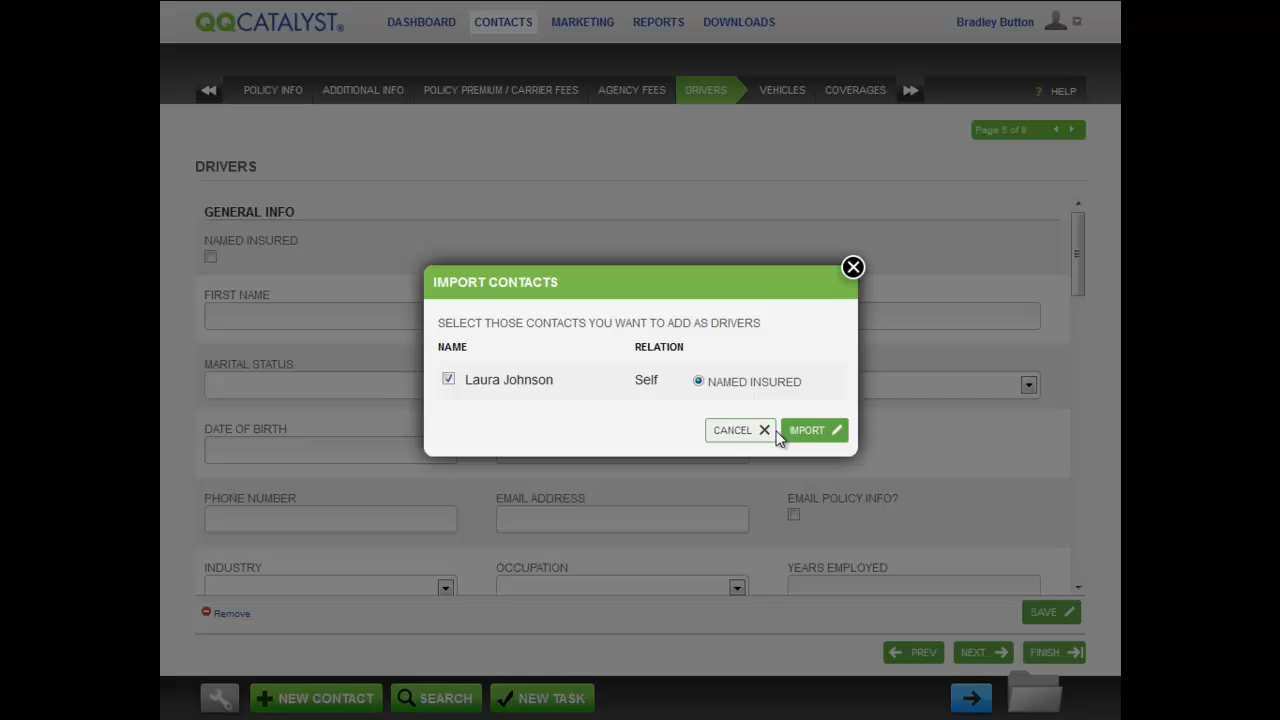 QQCATALYST®
DASHBOARD CONTACTS MARKETING REPORTS DOWNLOADS
Bradley Button
POLICY INFO ADDITIONAL INFO POLICY PREMIUM / CARRIER FEES AGENCY FEES DRIVERS VEHICLES COVERAGES
? HELP
Page 5 of 9
DRIVERS
GENERAL INFO
NAMED INSURED
FIRST NAME
MARITAL STATUS
DATE OF BIRTH
IMPORT CONTACTS
SELECT THOSE CONTACTS YOU WANT TO ADD AS DRIVERS
NAME RELATION
Laura Johnson Self NAMED INSURED
CANCEL IMPORT
PHONE NUMBER EMAIL ADDRESS EMAIL POLICY INFO?
INDUSTRY OCCUPATION YEARS EMPLOYED
Remove SAVE
PREV NEXT FINISH
NEW CONTACT SEARCH NEW TASK